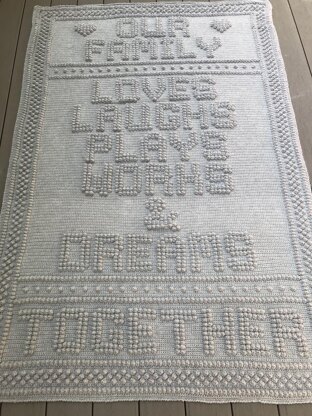 OUR
FAMILY
LOVES
LAUGHS
PLAYS
WORKS
&
DREAMS
TOGETHER